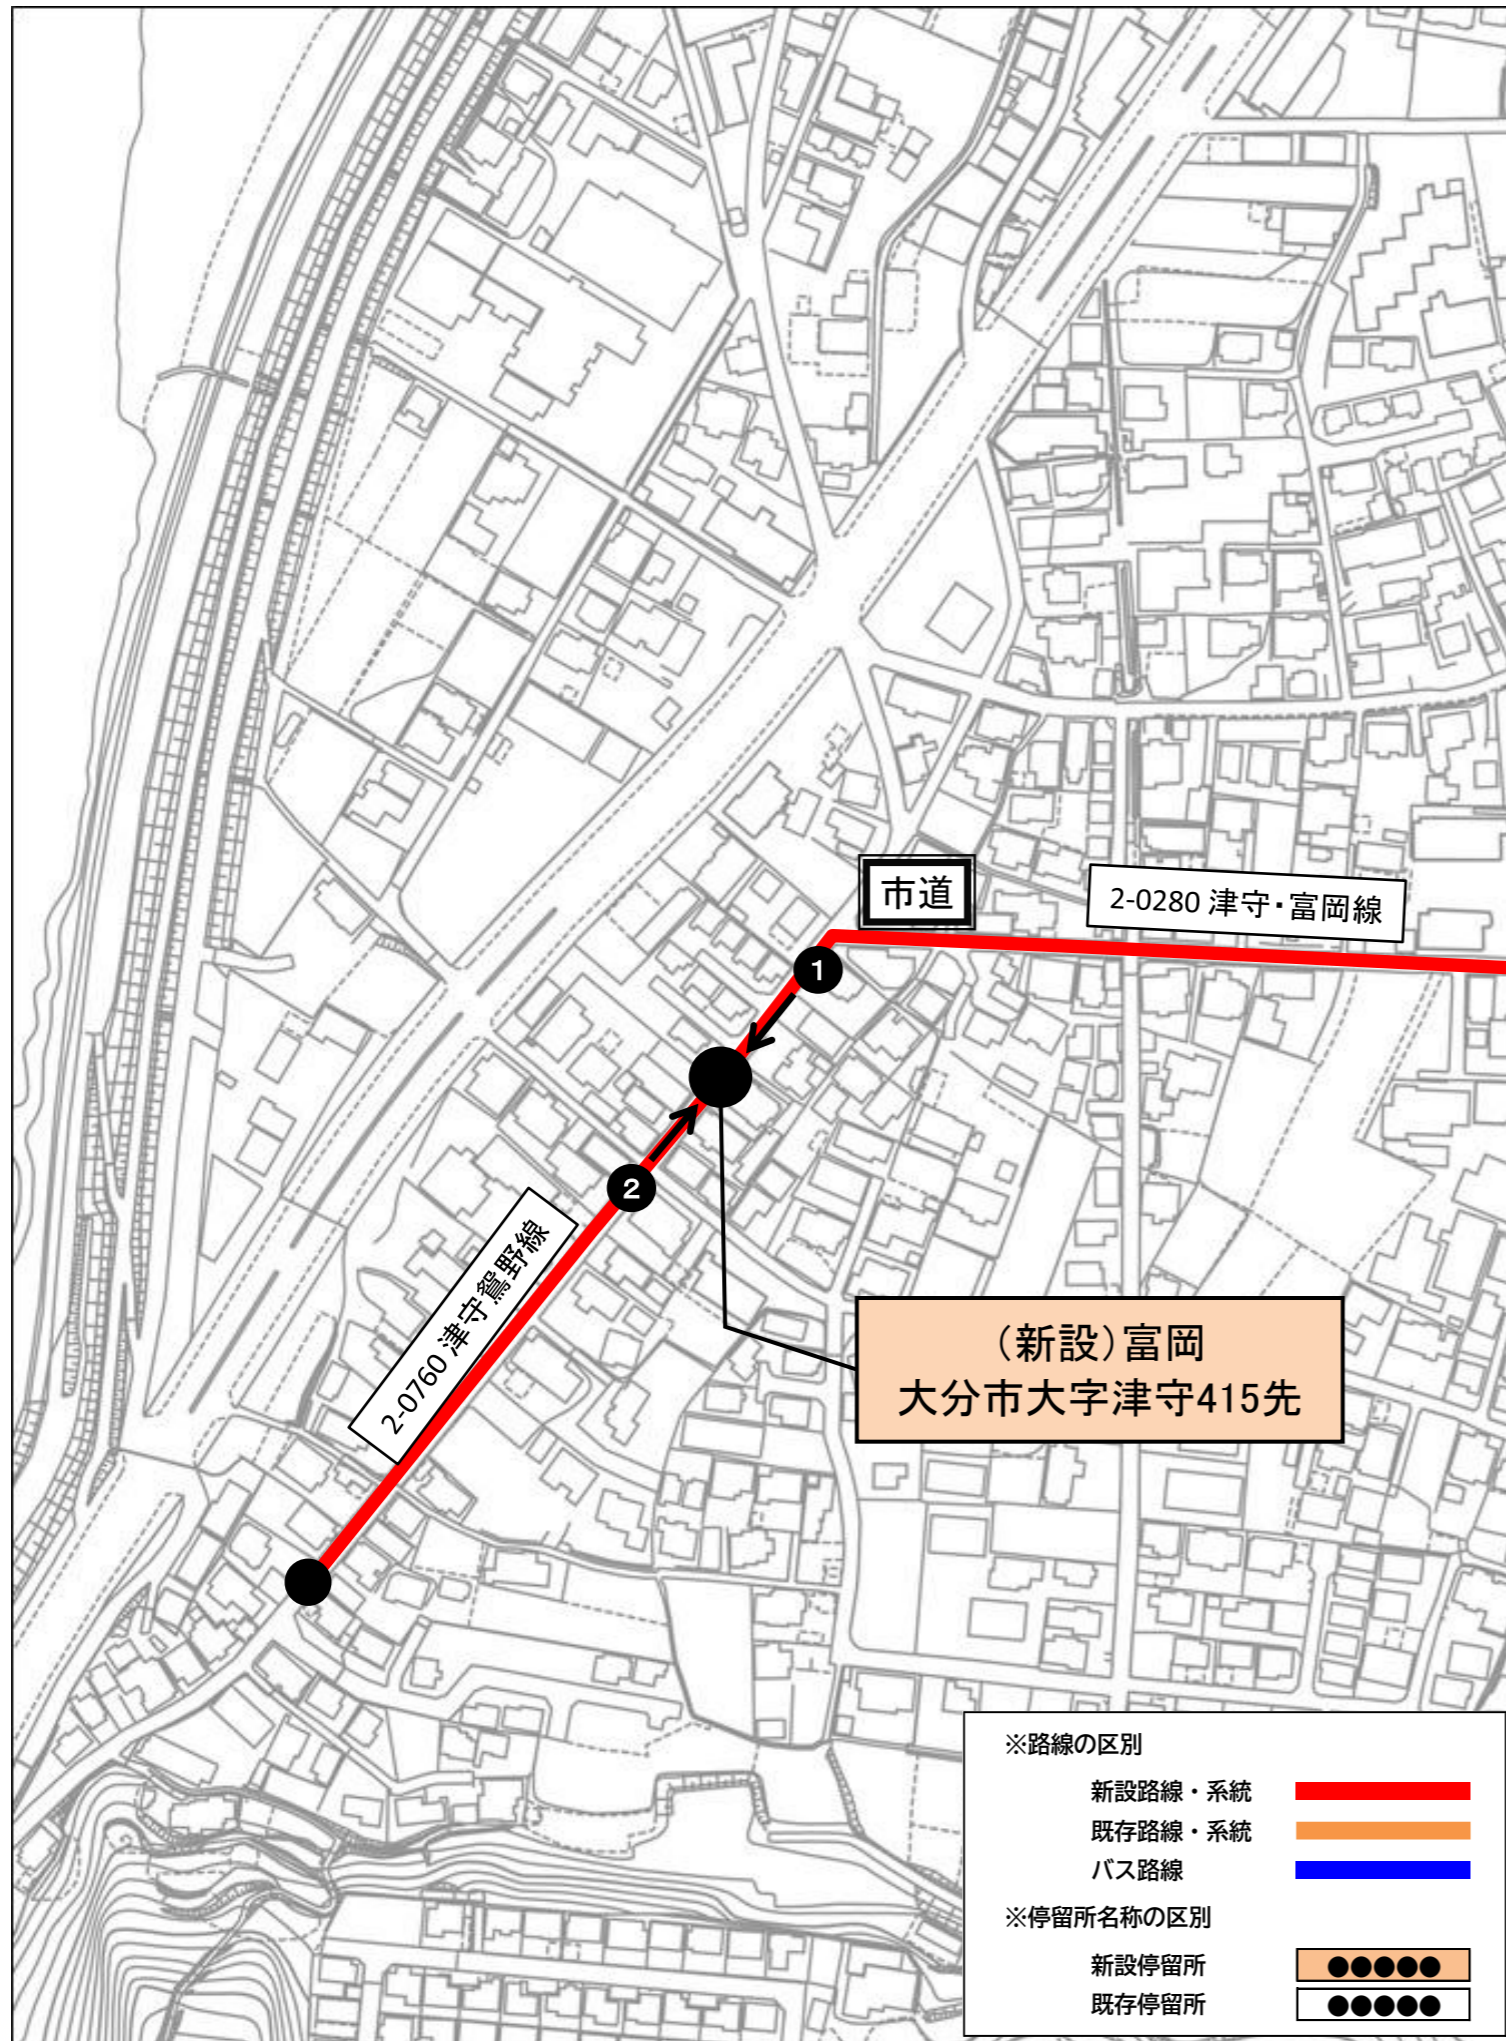 市道
2-0280 津守・富岡線
1
2
2-0760 津守鴛野線
（新設）富岡
大分市大字津守415先
※路線の区別
新設路線・系統
既存路線・系統
バス路線
※停留所名称の区別
新設停留所 ●●●●●
既存停留所 ●●●●●